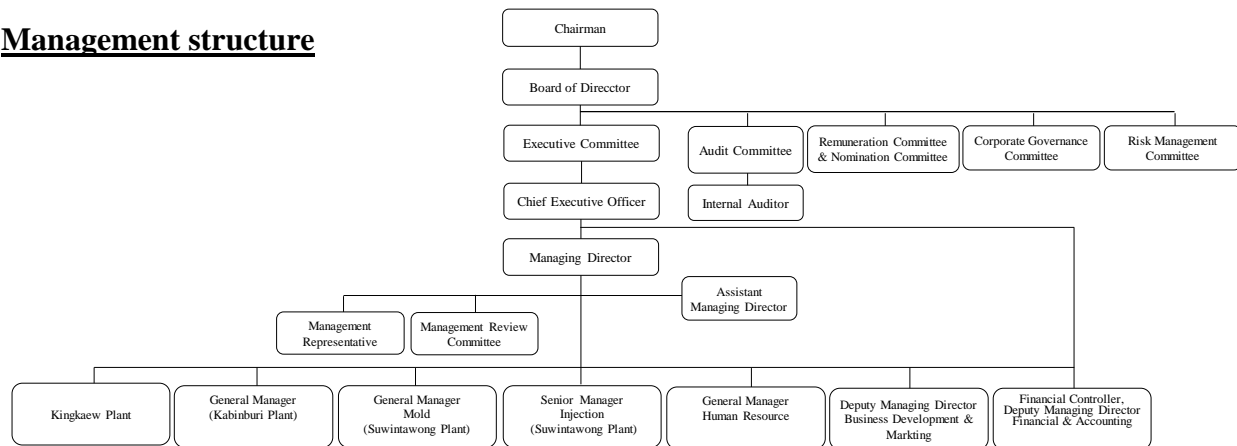 Management structure
Chairman
Board of Direcctor
Executive Committee
Audit Committee
Remuneration Committee
& Nomination Committee
Corporate Governance
Committee
Risk Management
Committee
Chief Executive Officer
Internal Auditor
Managing Director
Assistant
Managing Director
Management
Representative
Management Review
Committee
Kingkaew Plant
General Manager
(Kabinburi Plant)
General Manager
Mold
(Suwintawong Plant)
Senior Manager
Injection
(Suwintawong Plant)
General Manager
Human Resource
Deputy Managing Director
Business Development &
Markting
Financial Controller,
Deputy Managing Director
Financial & Accounting